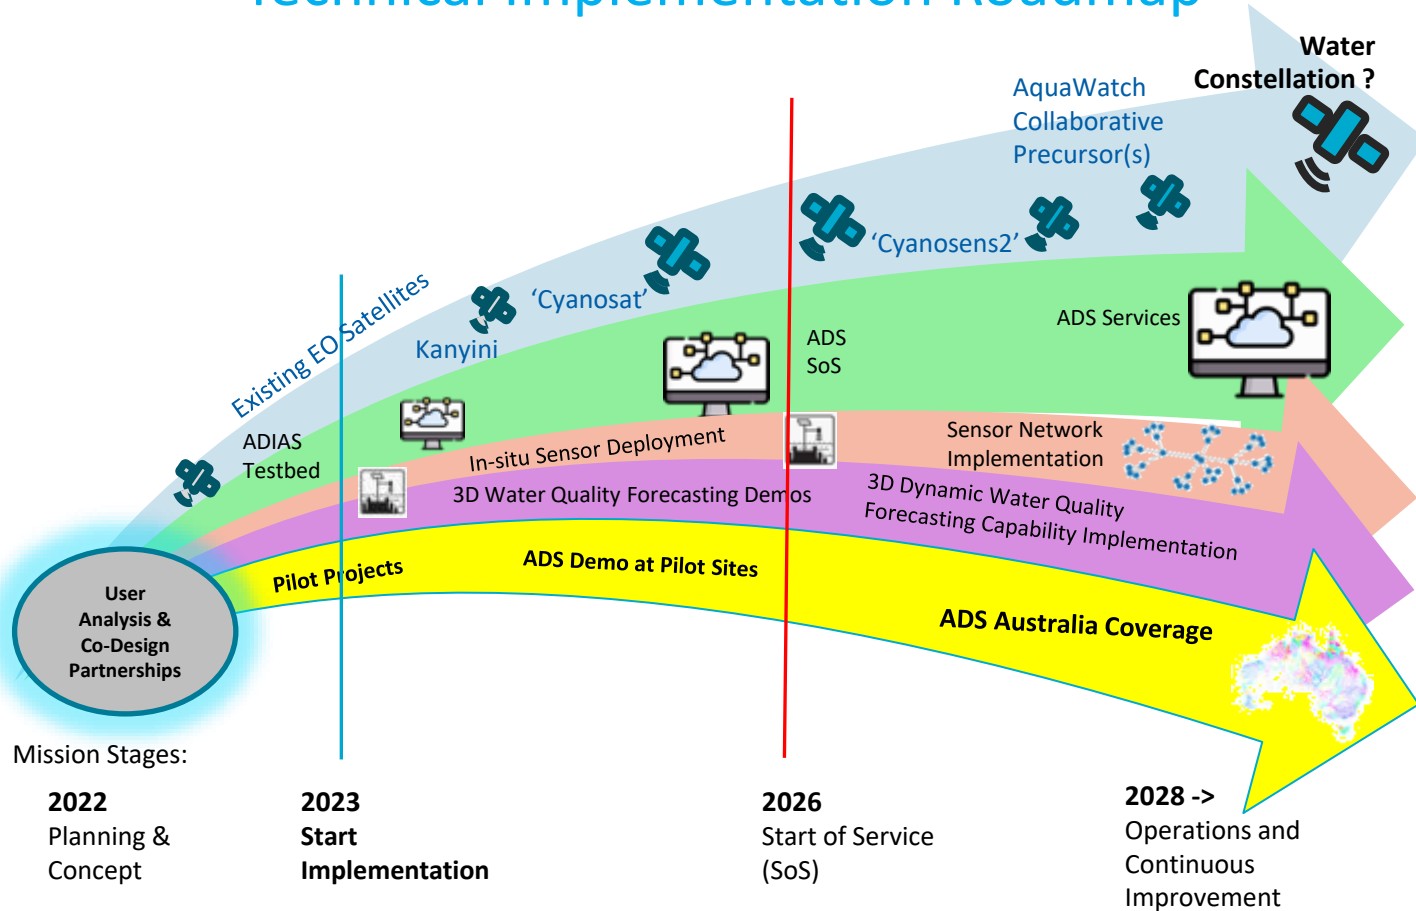 Technical Implementation Roadmap
Water
Constellation ?
AquaWatch
Collaborative
Precursor(s)
'Cyanosens2'
'Cyanosat'
Existing EO Satellites
Kanyini
ADS Services
ADS
SoS
ADIAS
Testbed
In-situ Sensor Deployment
Sensor Network
Implementation
3D Water Quality Forecasting Demos
3D Dynamic Water Quality
Forecasting Capability Implementation
Pilot Projects
ADS Demo at Pilot Sites
ADS Australia Coverage
User
Analysis &
Co-Design
Partnerships
Mission Stages:
2022
Planning &
Concept
2023
Start
Implementation
2026
Start of Service
(SoS)
2028 ->
Operations and
Continuous
Improvement